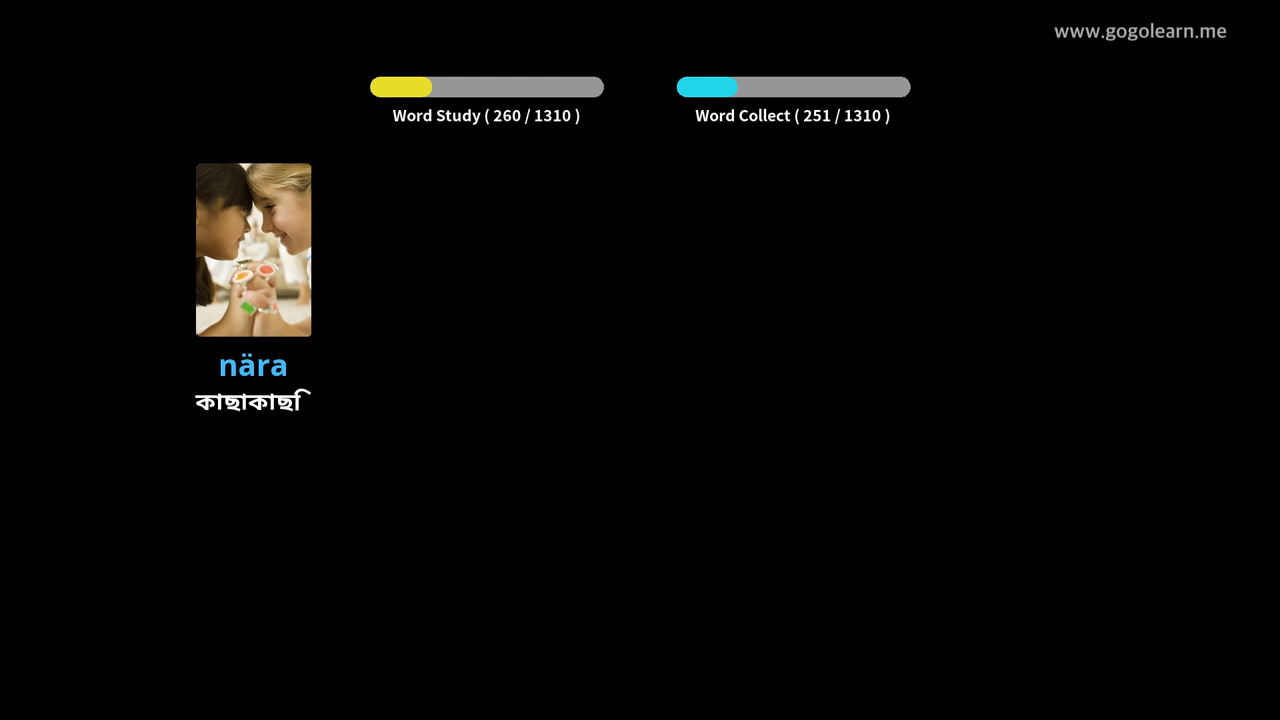 www.gogolearn.me
Word Study ( 260 / 1310 )
Word Collect ( 251 / 1310 )
nära
কাছাকাছি